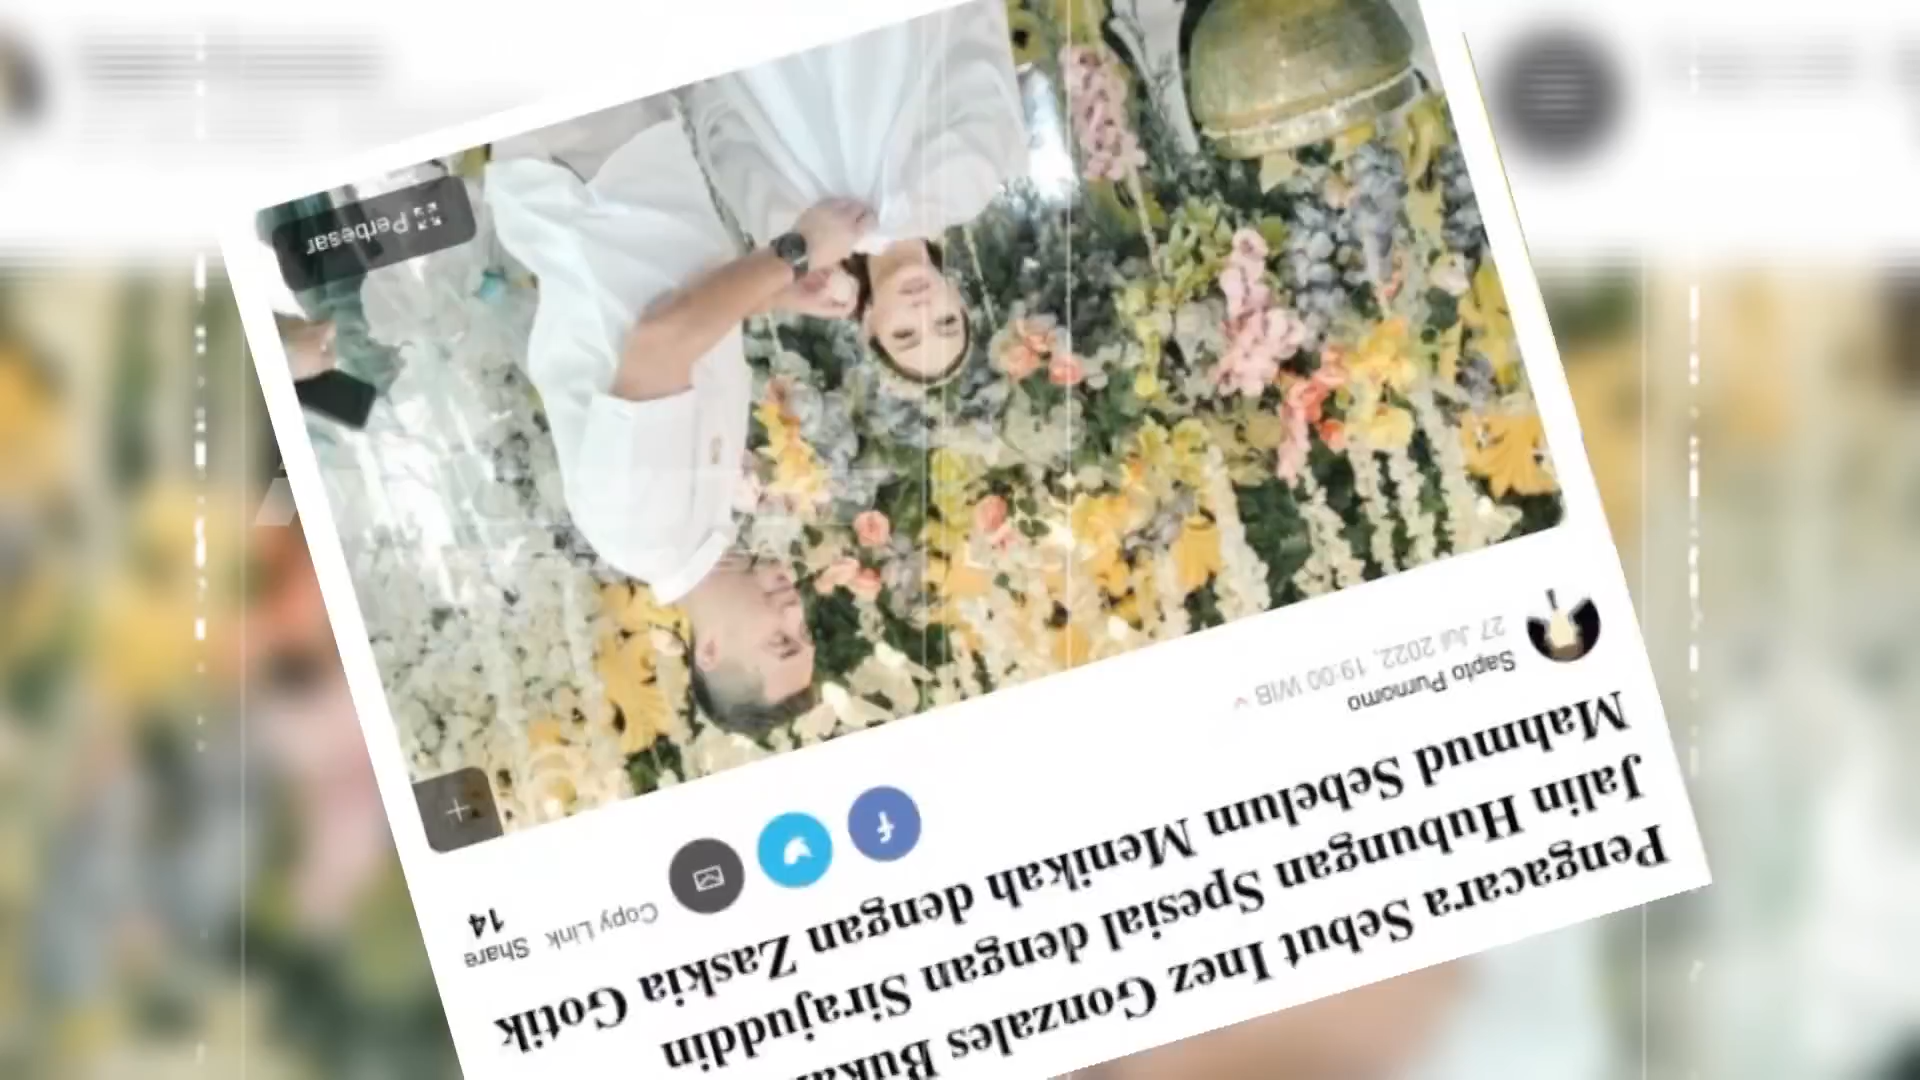 Pengacara Sebut Inez Gonzales
Jalin Hubungan Spesial dengan Sirajuddin
Mahmud Sebelum Menikah dengan Zaskia Gotik
Sapto Purnomo
27 Jul 2022, 19:00 WIB
Copy Link
Share
14
Perbesar